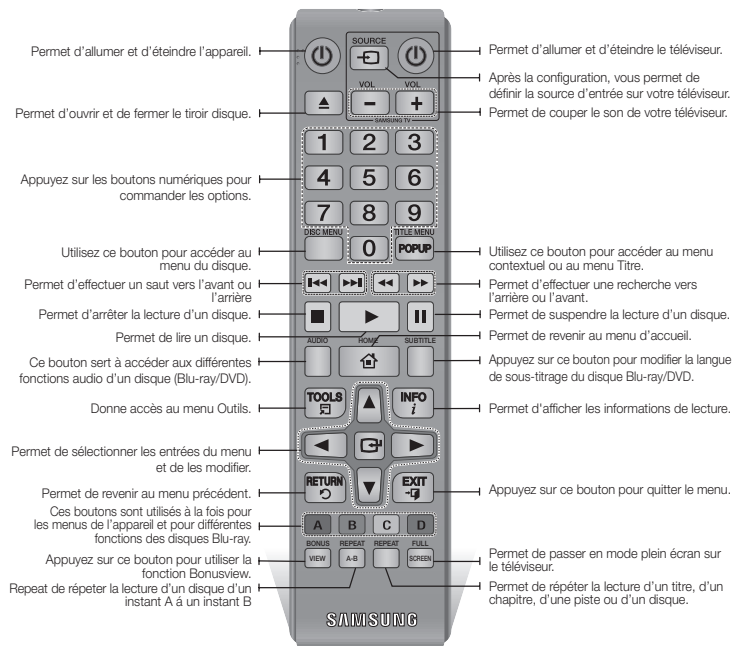 Permet d'allumer et d'éteindre l'appareil.
SOURCE
Permet d'allumer et d'éteindre le téléviseur.
Après la configuration, vous permet de
définir la source d'entrée sur votre téléviseur.
VOL
VOL
-
+
SAMSUNG TV
Permet d'ouvrir et de fermer le tiroir disque.
Permet de couper le son de votre téléviseur.
1 2 3
4 5 6
7 8 9
0
Appuyez sur les boutons numériques pour
commander les options.
DISC MENU
TITLE MENU
POPUP
Utilisez ce bouton pour accéder au
menu du disque.
Utilisez ce bouton pour accéder au menu
contextuel ou au menu Titre.
Permet d'effectuer un saut vers l'avant ou
l'arrière
Permet d'effectuer une recherche vers
l'arrière ou l'avant.
Permet d'arrêter la lecture d'un disque.
Permet de suspendre la lecture d'un disque.
Permet de lire un disque.
Permet de revenir au menu d'accueil.
AUDIO
HOME
SUBTITLE
Ce bouton sert à accéder aux différentes
fonctions audio d'un disque (Blu-ray/DVD).
Appuyez sur ce bouton pour modifier la langue
de sous-titrage du disque Blu-ray/DVD.
TOOLS
INFO
i
Donne accès au menu Outils.
Permet d'afficher les informations de lecture.
Permet de sélectionner les entrées du menu
et de les modifier.
RETURN
EXIT
Permet de revenir au menu précédent.
Appuyez sur ce bouton pour quitter le menu.
Ces boutons sont utilisés à la fois pour
les menus de l'appareil et pour différentes
fonctions des disques Blu-ray.
A B C D
BONUS
REPEAT
REPEAT
FULL
VIEW
A-B
SCREEN
Appuyez sur ce bouton pour utiliser la
fonction Bonusview.
Permet de passer en mode plein écran sur
le téléviseur.
Repeat de répeter la lecture d'un disque d'un
instant A á un instant B
Permet de répéter la lecture d'un titre, d'un
chapitre, d'une piste ou d'un disque.
SAMSUNG